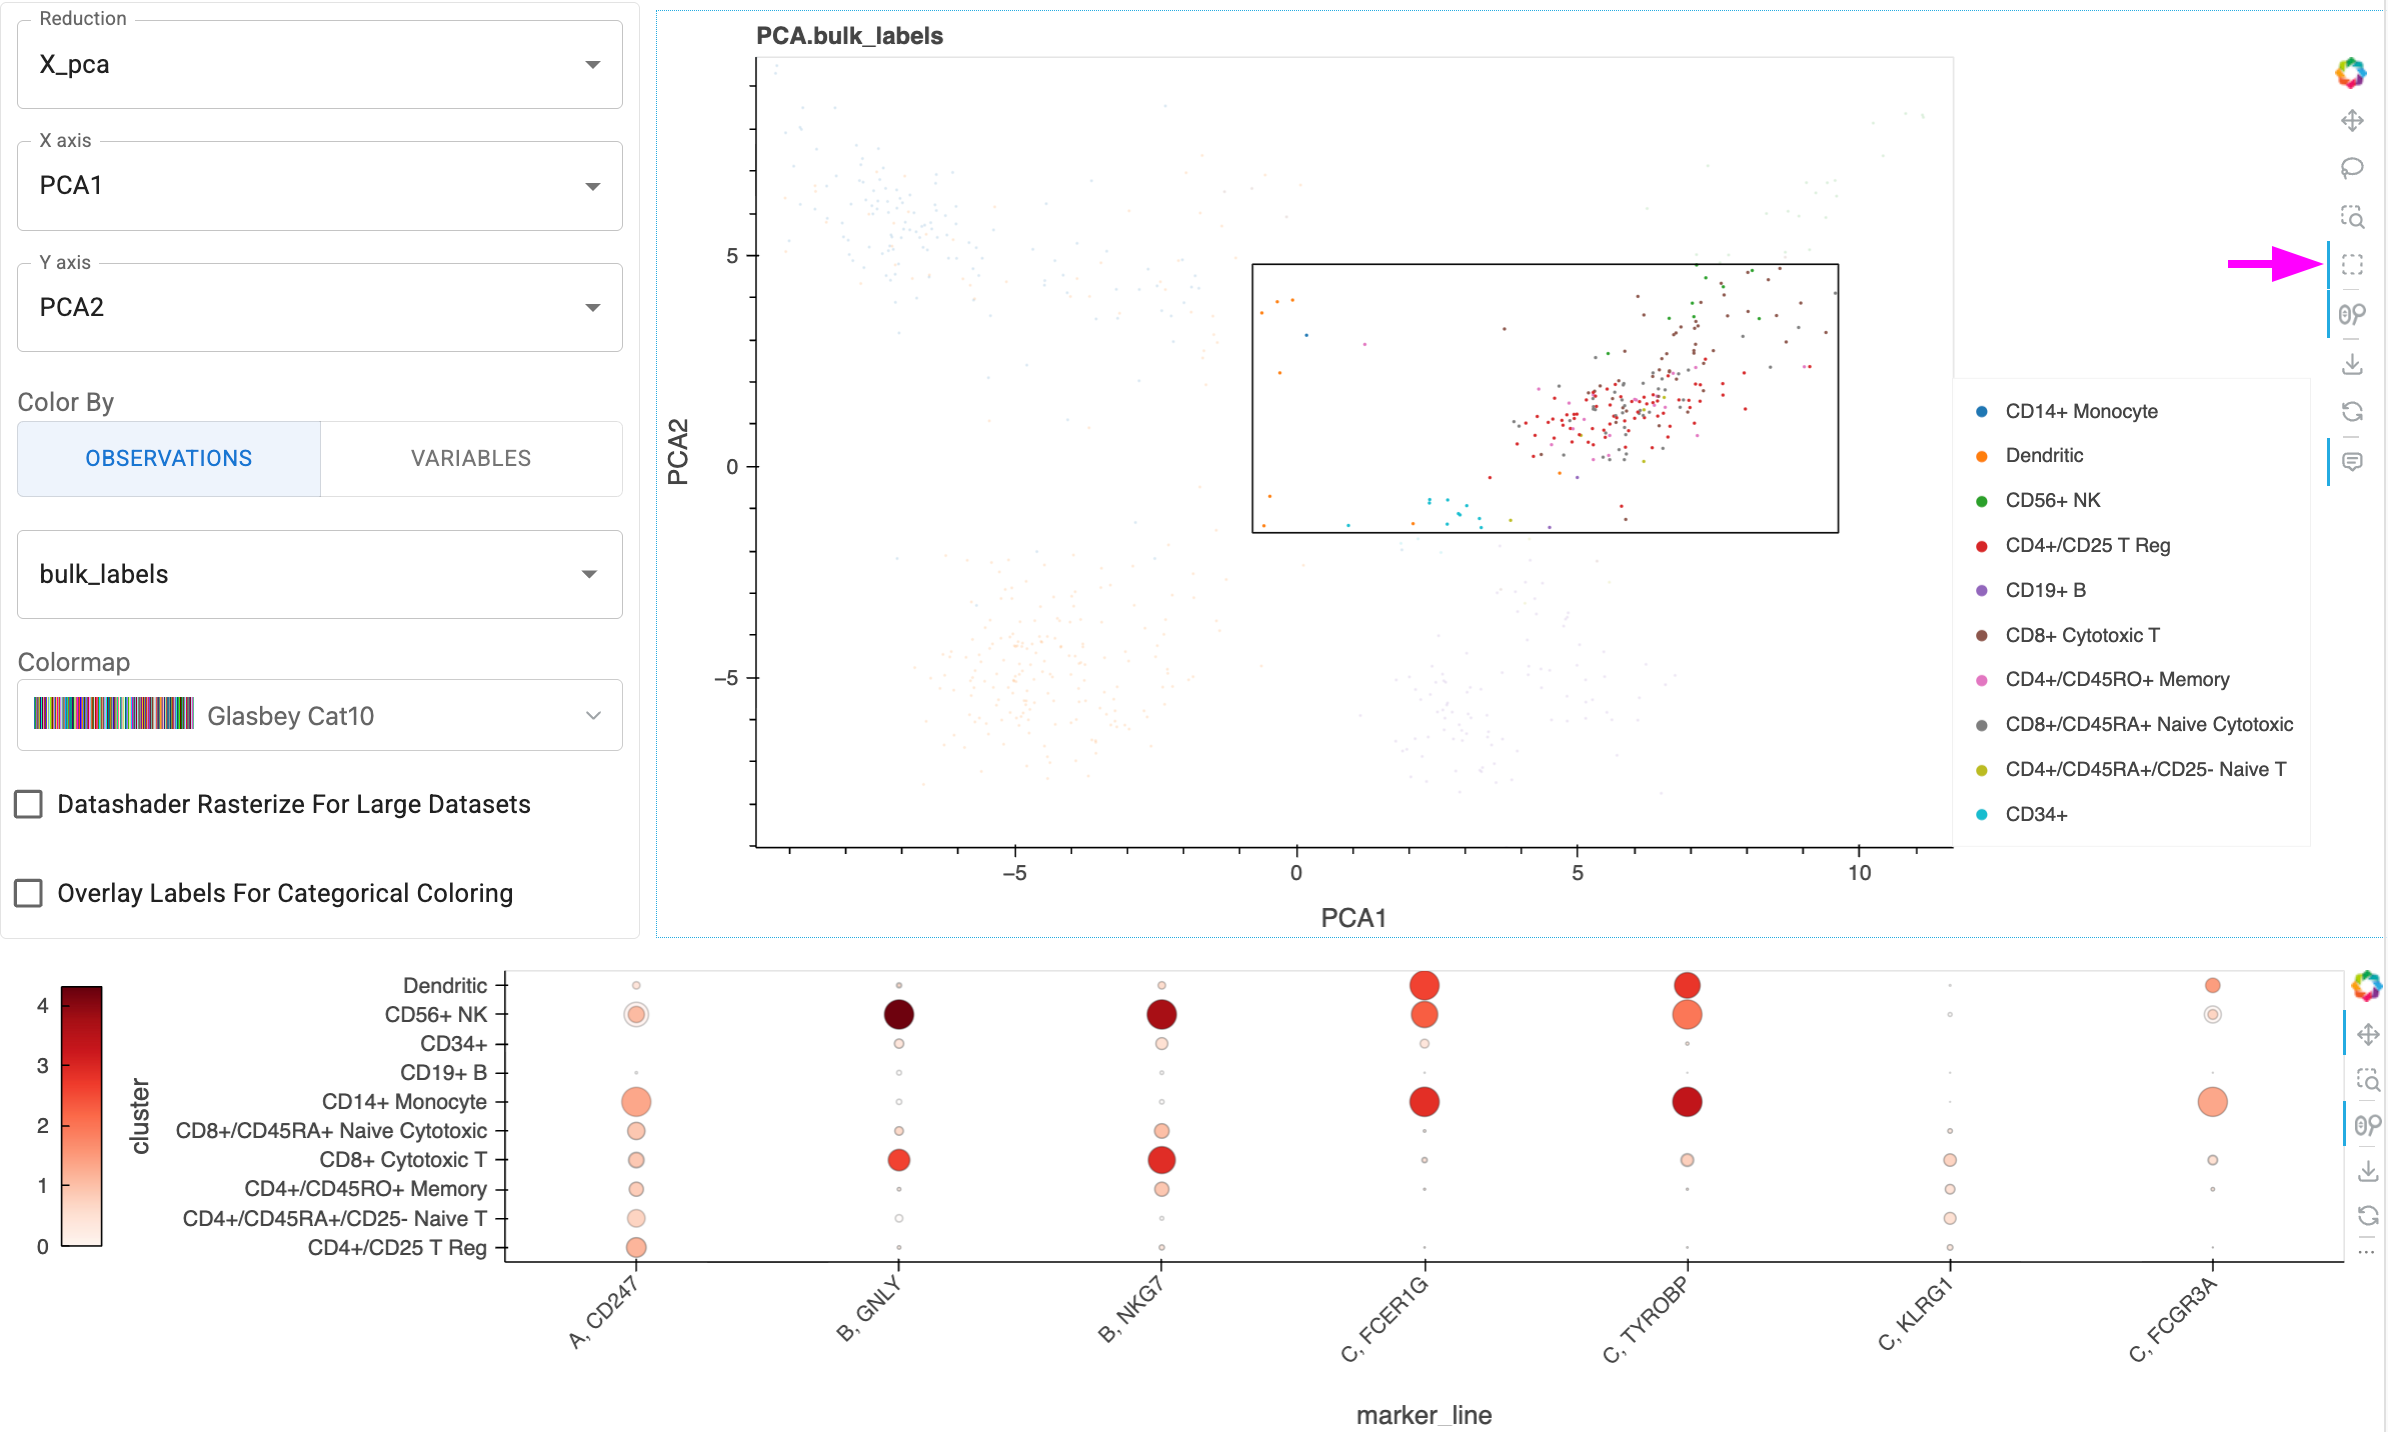 Reduction
X_pca
X axis
PCA1
Y axis
PCA2
Color By
OBSERVATIONS
VARIABLES
bulk_labels
Colormap
Glasbey Cat10
Datashader Rasterize For Large Datasets
Overlay Labels For Categorical Coloring
PCA.bulk_labels
PCA2
5
0
−5
−5
0
5
10
PCA1
CD14+ Monocyte
Dendritic
CD56+ NK
CD4+/CD25 T Reg
CD19+ B
CD8+ Cytotoxic T
CD4+/CD45RO+ Memory
CD8+/CD45RA+ Naive Cytotoxic
CD4+/CD45RA+/CD25- Naive T
CD34+
4
3
2
1
0
cluster
Dendritic
CD56+ NK
CD34+
CD19+ B
CD14+ Monocyte
CD8+/CD45RA+ Naive Cytotoxic
CD8+ Cytotoxic T
CD4+/CD45RO+ Memory
CD4+/CD45RA+/CD25- Naive T
CD4+/CD25 T Reg
A, CD247
B, GNLY
B, NKG7
C, FCER1G
C, TYROBP
C, KLRG1
C, FCGR3A
marker_line